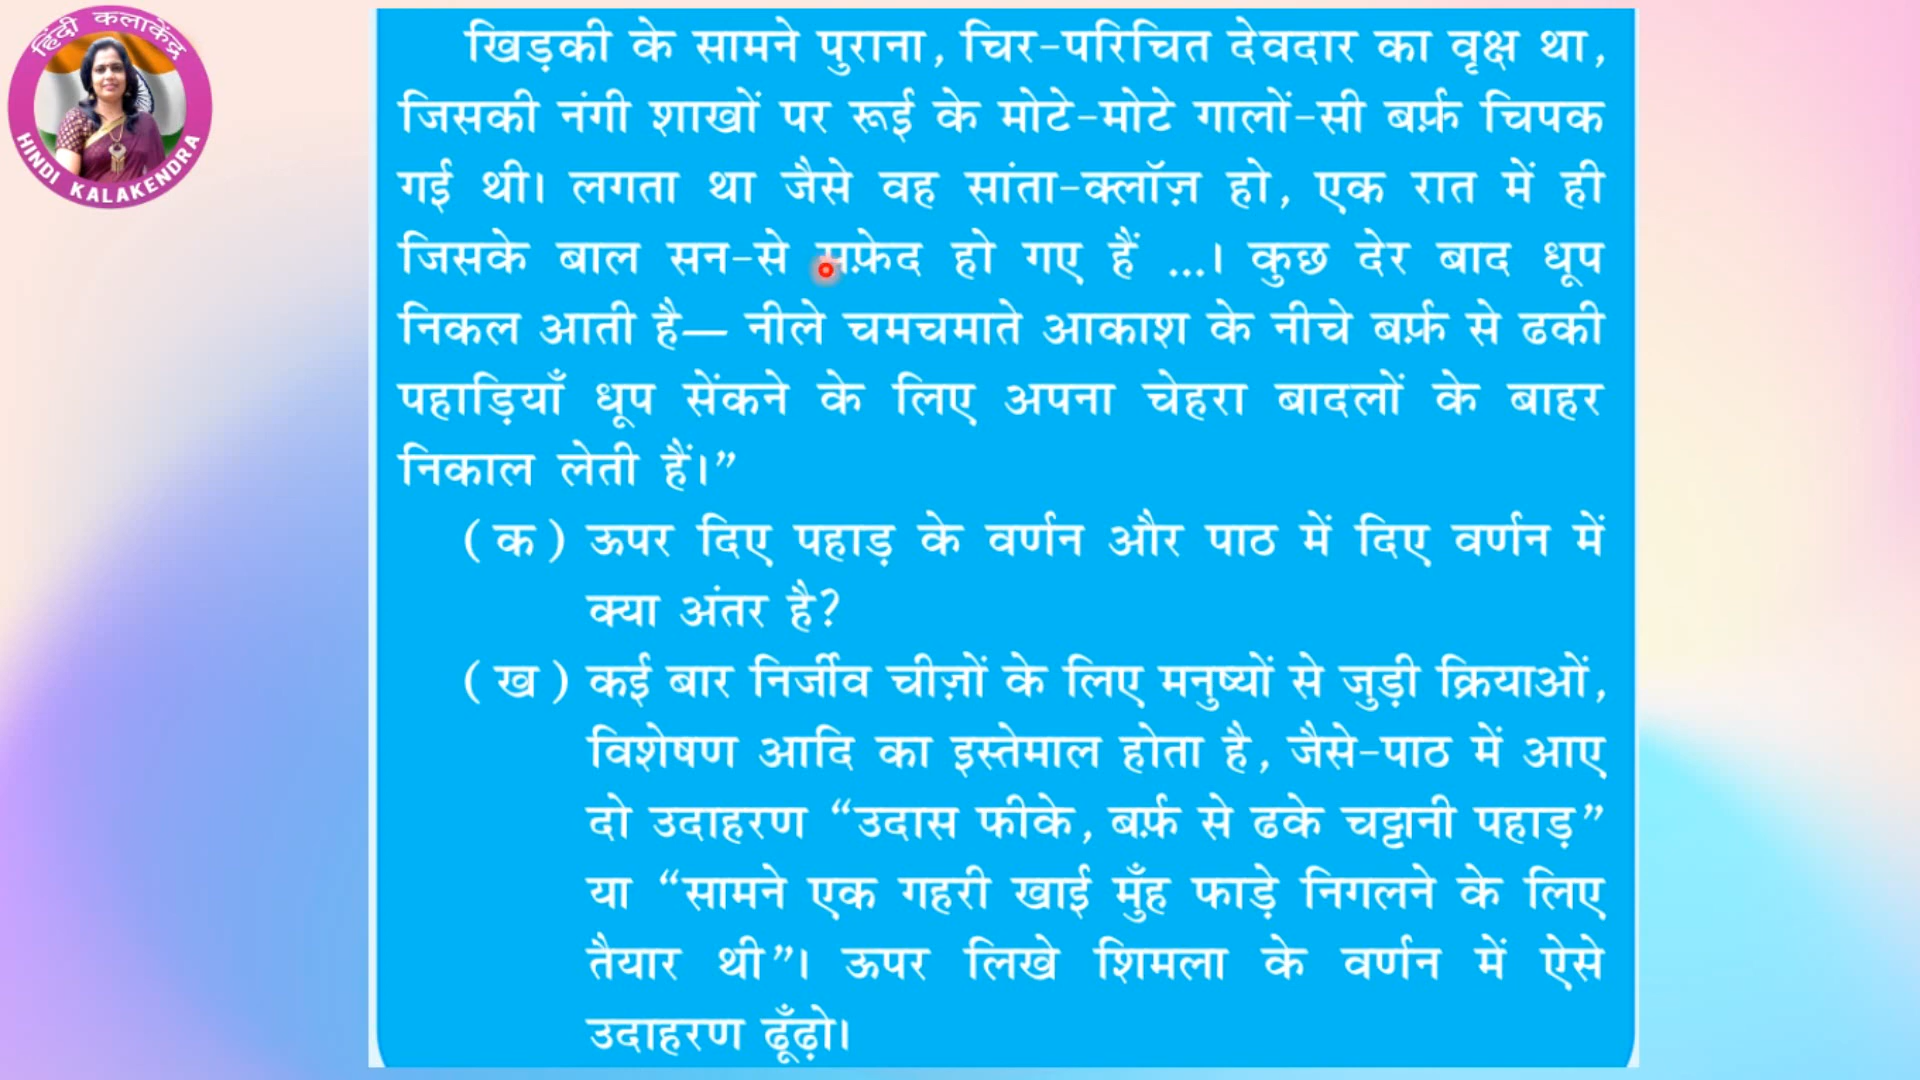 हिंदी कलाकेंद्र
HINDI KALAKENDRA
खिड़की के सामने पुराना, चिर-परिचित देवदार का वृक्ष था,
जिसकी नंगी शाखों पर रूई के मोटे-मोटे गालों-सी बर्फ़ चिपक
गई थी। लगता था जैसे वह सांता-क्लॉज़ हो, एक रात में ही
जिसके बाल सन-से सफ़ेद हो गए हैं ...। कुछ देर बाद धूप
निकल आती है— नीले चमचमाते आकाश के नीचे बर्फ़ से ढकी
पहाड़ियाँ धूप सेंकने के लिए अपना चेहरा बादलों के बाहर
निकाल लेती हैं।”
(क) ऊपर दिए पहाड़ के वर्णन और पाठ में दिए वर्णन में
क्या अंतर है?
(ख) कई बार निर्जीव चीज़ों के लिए मनुष्यों से जुड़ी क्रियाओं,
विशेषण आदि का इस्तेमाल होता है, जैसे-पाठ में आए
दो उदाहरण “उदास फीके, बर्फ़ से ढके चट्टानी पहाड़”
या “सामने एक गहरी खाई मुँह फाड़े निगलने के लिए
तैयार थी”। ऊपर लिखे शिमला के वर्णन में ऐसे
उदाहरण ढूँढ़ो।